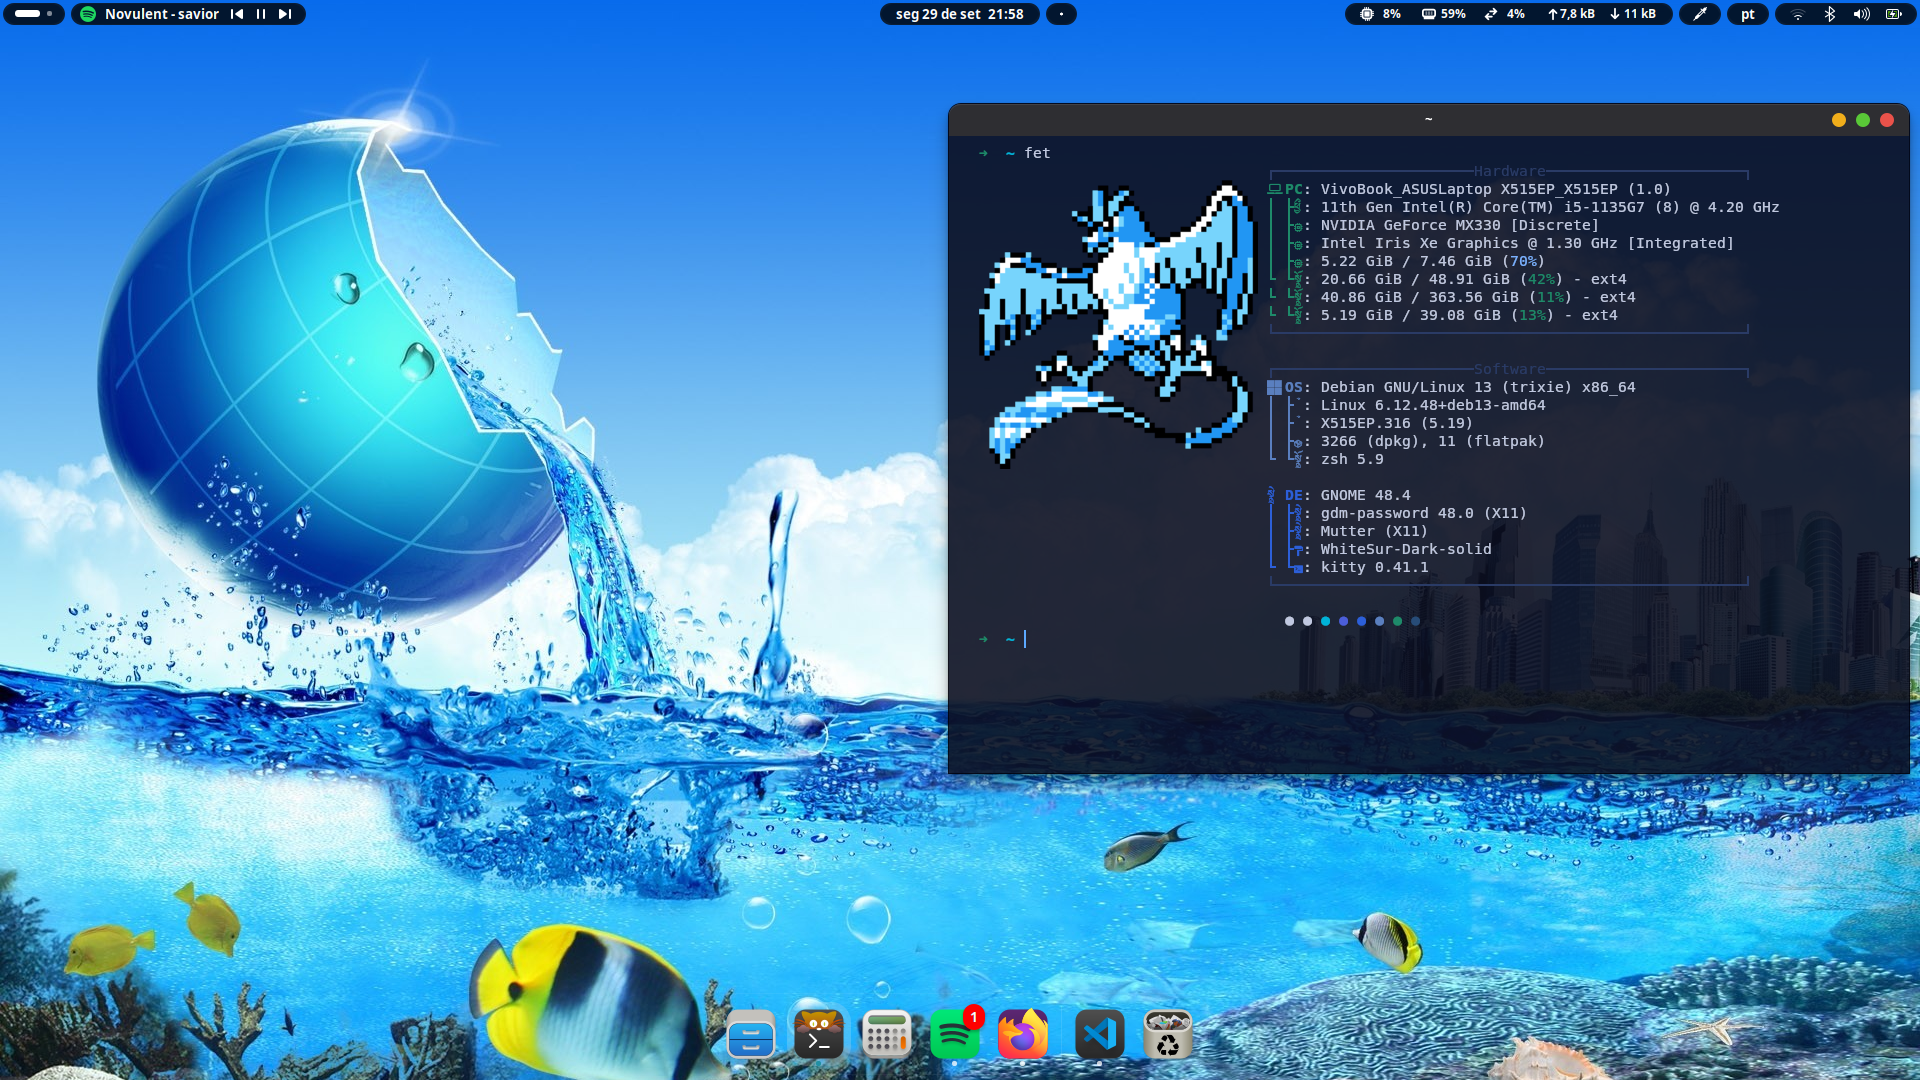 Novulent - savior
seg 29 de set 21:58
8% 59% 4% 7,8 kB 11 kB
pt
~
➜ ~ fet
Hardware
PC: VivoBook_ASUSLaptop X515EP_X515EP (1.0)
: 11th Gen Intel(R) Core(TM) i5-1135G7 (8) @ 4.20 GHz
: NVIDIA GeForce MX330 [Discrete]
: Intel Iris Xe Graphics @ 1.30 GHz [Integrated]
: 5.22 GiB / 7.46 GiB (70%)
: 20.66 GiB / 48.91 GiB (42%) - ext4
: 40.86 GiB / 363.56 GiB (11%) - ext4
: 5.19 GiB / 39.08 GiB (13%) - ext4
Software
OS: Debian GNU/Linux 13 (trixie) x86_64
: Linux 6.12.48+deb13-amd64
: X515EP.316 (5.19)
: 3266 (dpkg), 11 (flatpak)
: zsh 5.9
DE: GNOME 48.4
: gdm-password 48.0 (X11)
: Mutter (X11)
: WhiteSur-Dark-solid
: kitty 0.41.1
➜ ~
1